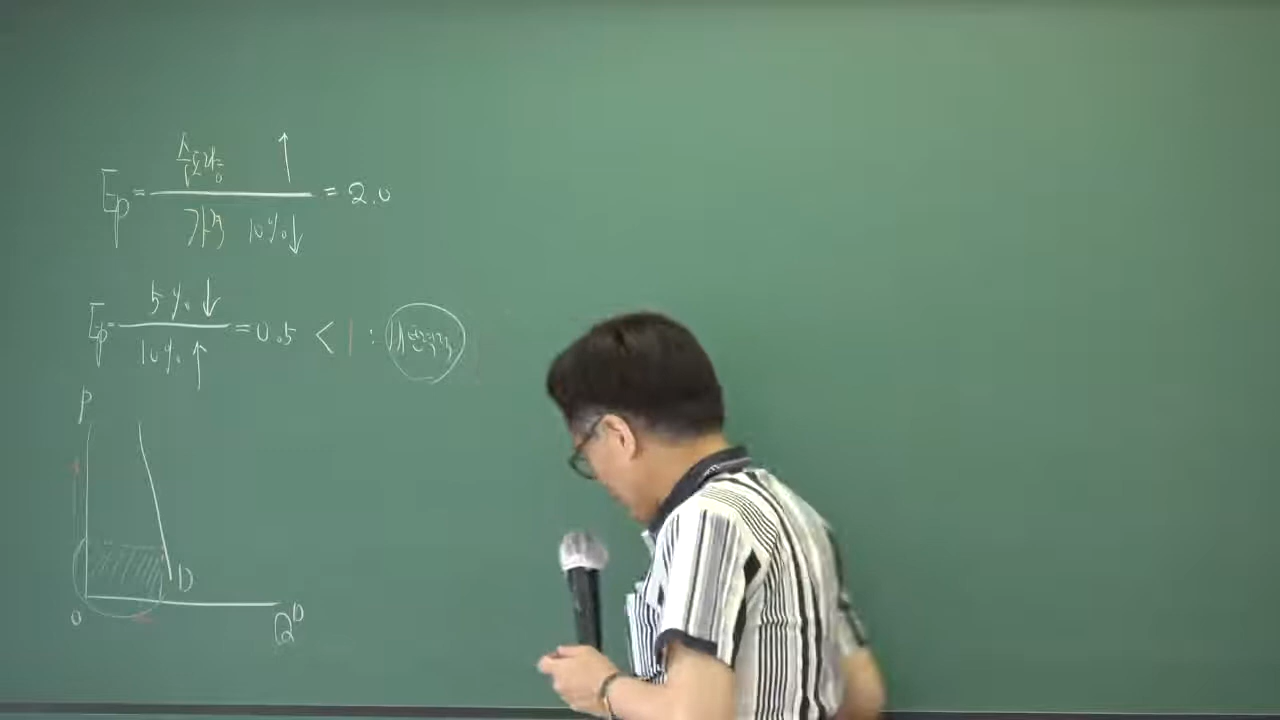 수요량 ↑
Ep = ―――― = 2.0
가격 10% ↓
5% ↓
Ep = ―――― = 0.5 < 1 : 비탄력적
10% ↑
P
D
0
Q^D